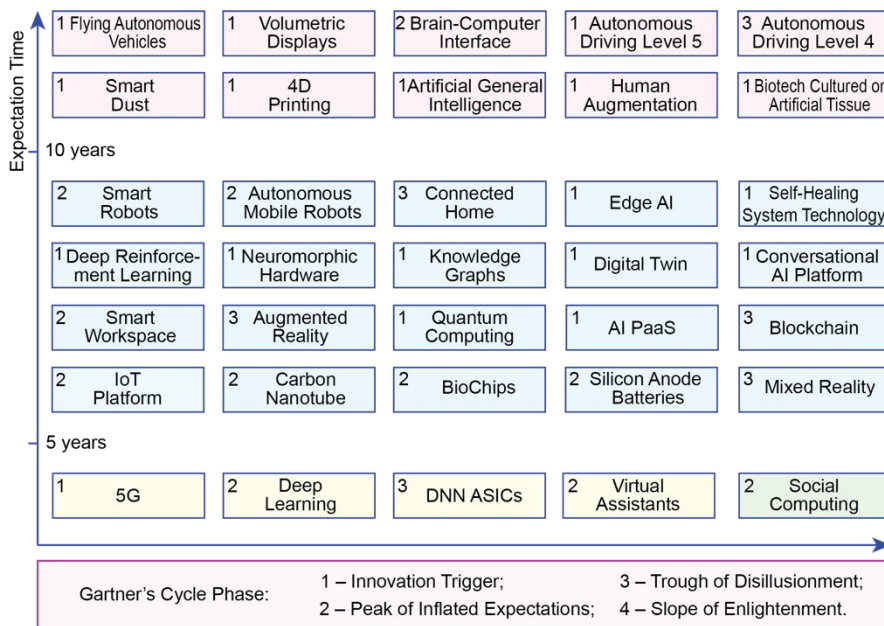 Expectation Time
1 Flying Autonomous
Vehicles
1 Volumetric
Displays
2 Brain-Computer
Interface
1 Autonomous
Driving Level 5
3 Autonomous
Driving Level 4
1 Smart
Dust
1 4D
Printing
1 Artificial General
Intelligence
1 Human
Augmentation
1 Biotech Cultured or
Artificial Tissue
10 years
2 Smart
Robots
2 Autonomous
Mobile Robots
3 Connected
Home
1 Edge AI
1 Self-Healing
System Technology
1 Deep Reinforce-
ment Learning
1 Neuromorphic
Hardware
1 Knowledge
Graphs
1 Digital Twin
1 Conversational
AI Platform
2 Smart
Workspace
3 Augmented
Reality
1 Quantum
Computing
1 AI PaaS
3 Blockchain
2 IoT
Platform
2 Carbon
Nanotube
2 BioChips
2 Silicon Anode
Batteries
3 Mixed Reality
5 years
1 5G
2 Deep
Learning
3 DNN ASICs
2 Virtual
Assistants
2 Social
Computing
Gartner's Cycle Phase:
1 – Innovation Trigger;
2 – Peak of Inflated Expectations;
3 – Trough of Disillusionment;
4 – Slope of Enlightenment.